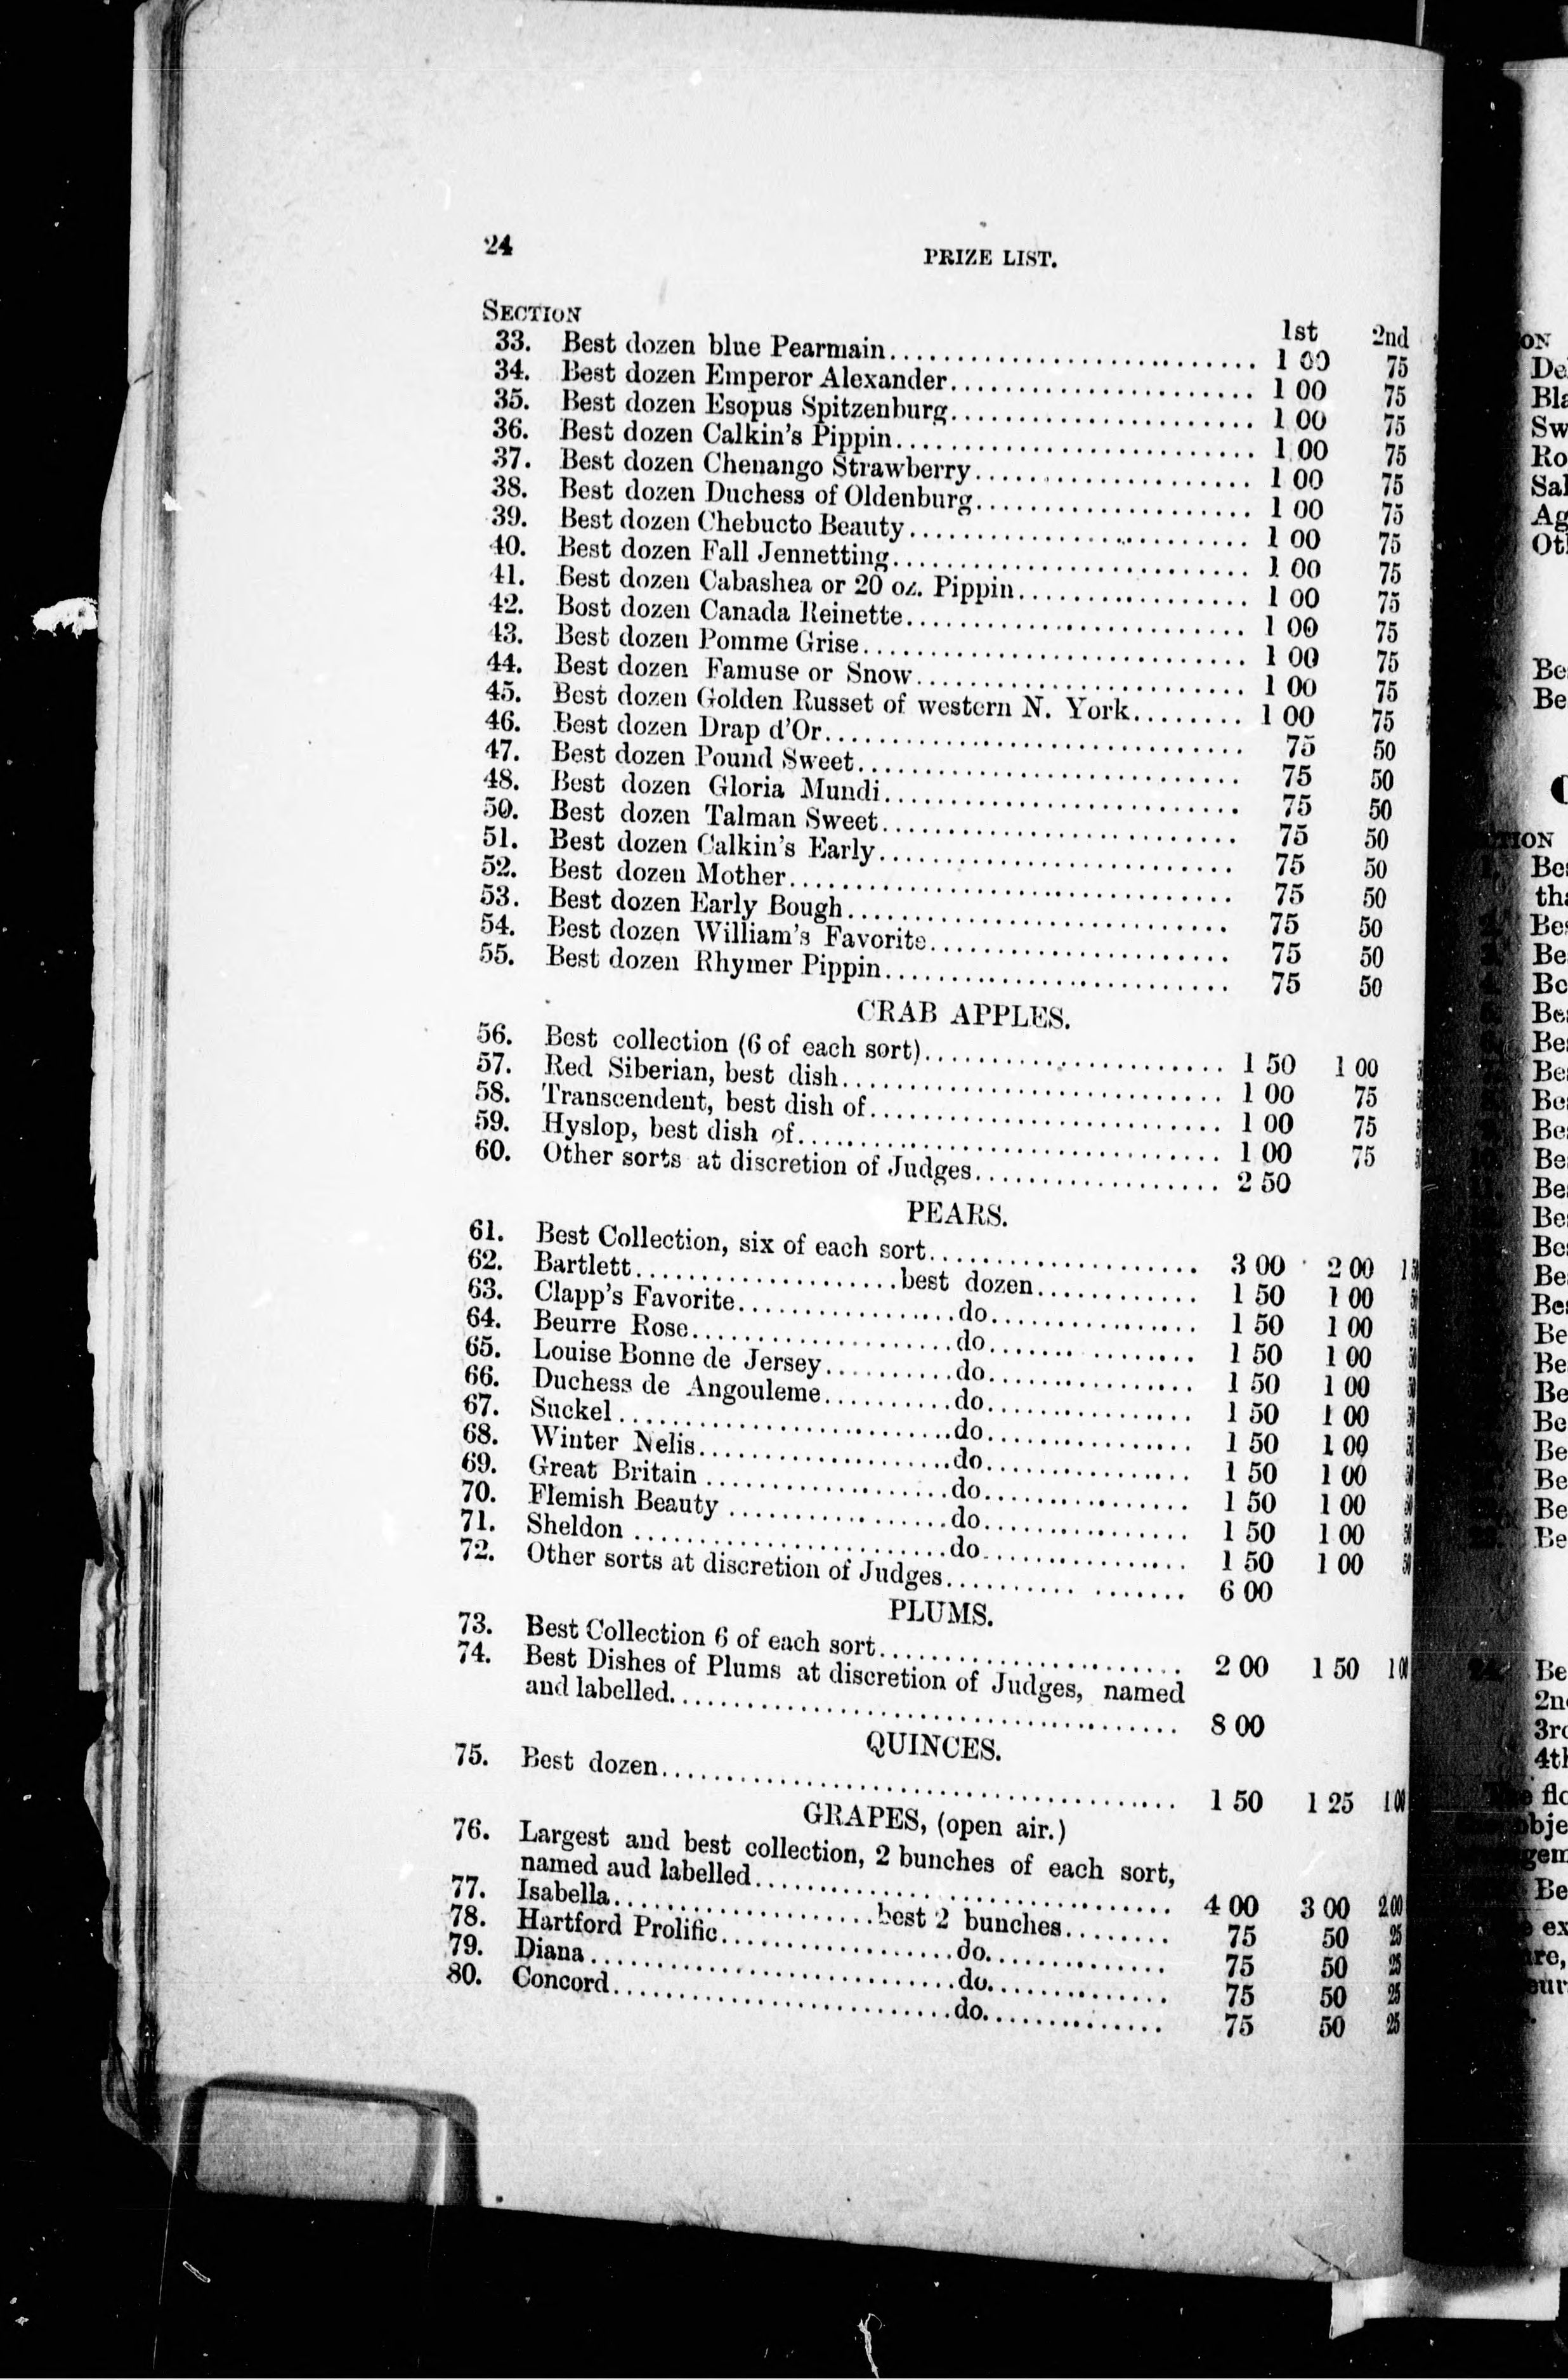 24
PRIZE LIST.
SECTION 1st 2nd
33. Best dozen blue Pearmain 1 00 75
34. Best dozen Emperor Alexander 1 00 75
35. Best dozen Esopus Spitzenburg 1 00 75
36. Best dozen Calkin's Pippin 1 00 75
37. Best dozen Chenango Strawberry 1 00 75
38. Best dozen Duchess of Oldenburg 1 00 75
39. Best dozen Chebucto Beauty 1 00 75
40. Best dozen Fall Jennetting 1 00 75
41. Best dozen Cabashea or 20 oz. Pippin 1 00 75
42. Bost dozen Canada Reinette 1 00 75
43. Best dozen Pomme Grise 1 00 75
44. Best dozen Famuse or Snow 1 00 75
45. Best dozen Golden Russet of western N. York 1 00 75
46. Best dozen Drap d'Or 75 50
47. Best dozen Pound Sweet 75 50
48. Best dozen Gloria Mundi 75 50
50. Best dozen Talman Sweet 75 50
51. Best dozen Calkin's Early 75 50
52. Best dozen Mother 75 50
53. Best dozen Early Bough 75 50
54. Best dozen William's Favorite 75 50
55. Best dozen Rhymer Pippin 75 50
CRAB APPLES.
56. Best collection (6 of each sort) 1 50 1 00
57. Red Siberian, best dish 1 00 75
58. Transcendent, best dish of 1 00 75
59. Hyslop, best dish of 1 00 75
60. Other sorts at discretion of Judges 2 50
PEARS.
61. Best Collection, six of each sort 3 00 2 00 1 50
62. Bartlett best dozen 1 50 1 00 50
63. Clapp's Favorite do 1 50 1 00 50
64. Beurre Rose do 1 50 1 00 50
65. Louise Bonne de Jersey do 1 50 1 00 50
66. Duchess de Angouleme do 1 50 1 00 50
67. Suckel do 1 50 1 00 50
68. Winter Nelis do 1 50 1 00 50
69. Great Britain do 1 50 1 00 50
70. Flemish Beauty do 1 50 1 00 50
71. Sheldon do 1 50 1 00 50
72. Other sorts at discretion of Judges 6 00
PLUMS.
73. Best Collection 6 of each sort 2 00 1 50 1 00
74. Best Dishes of Plums at discretion of Judges, named
and labelled. 8 00
QUINCES.
75. Best dozen 1 50 1 25 1 00
GRAPES, (open air.)
76. Largest and best collection, 2 bunches of each sort,
named aud labelled 4 00 3 00 2 00
77. Isabella best 2 bunches 75 50 25
78. Hartford Prolific do. 75 50 25
79. Diana do. 75 50 25
80. Concord do. 75 50 25